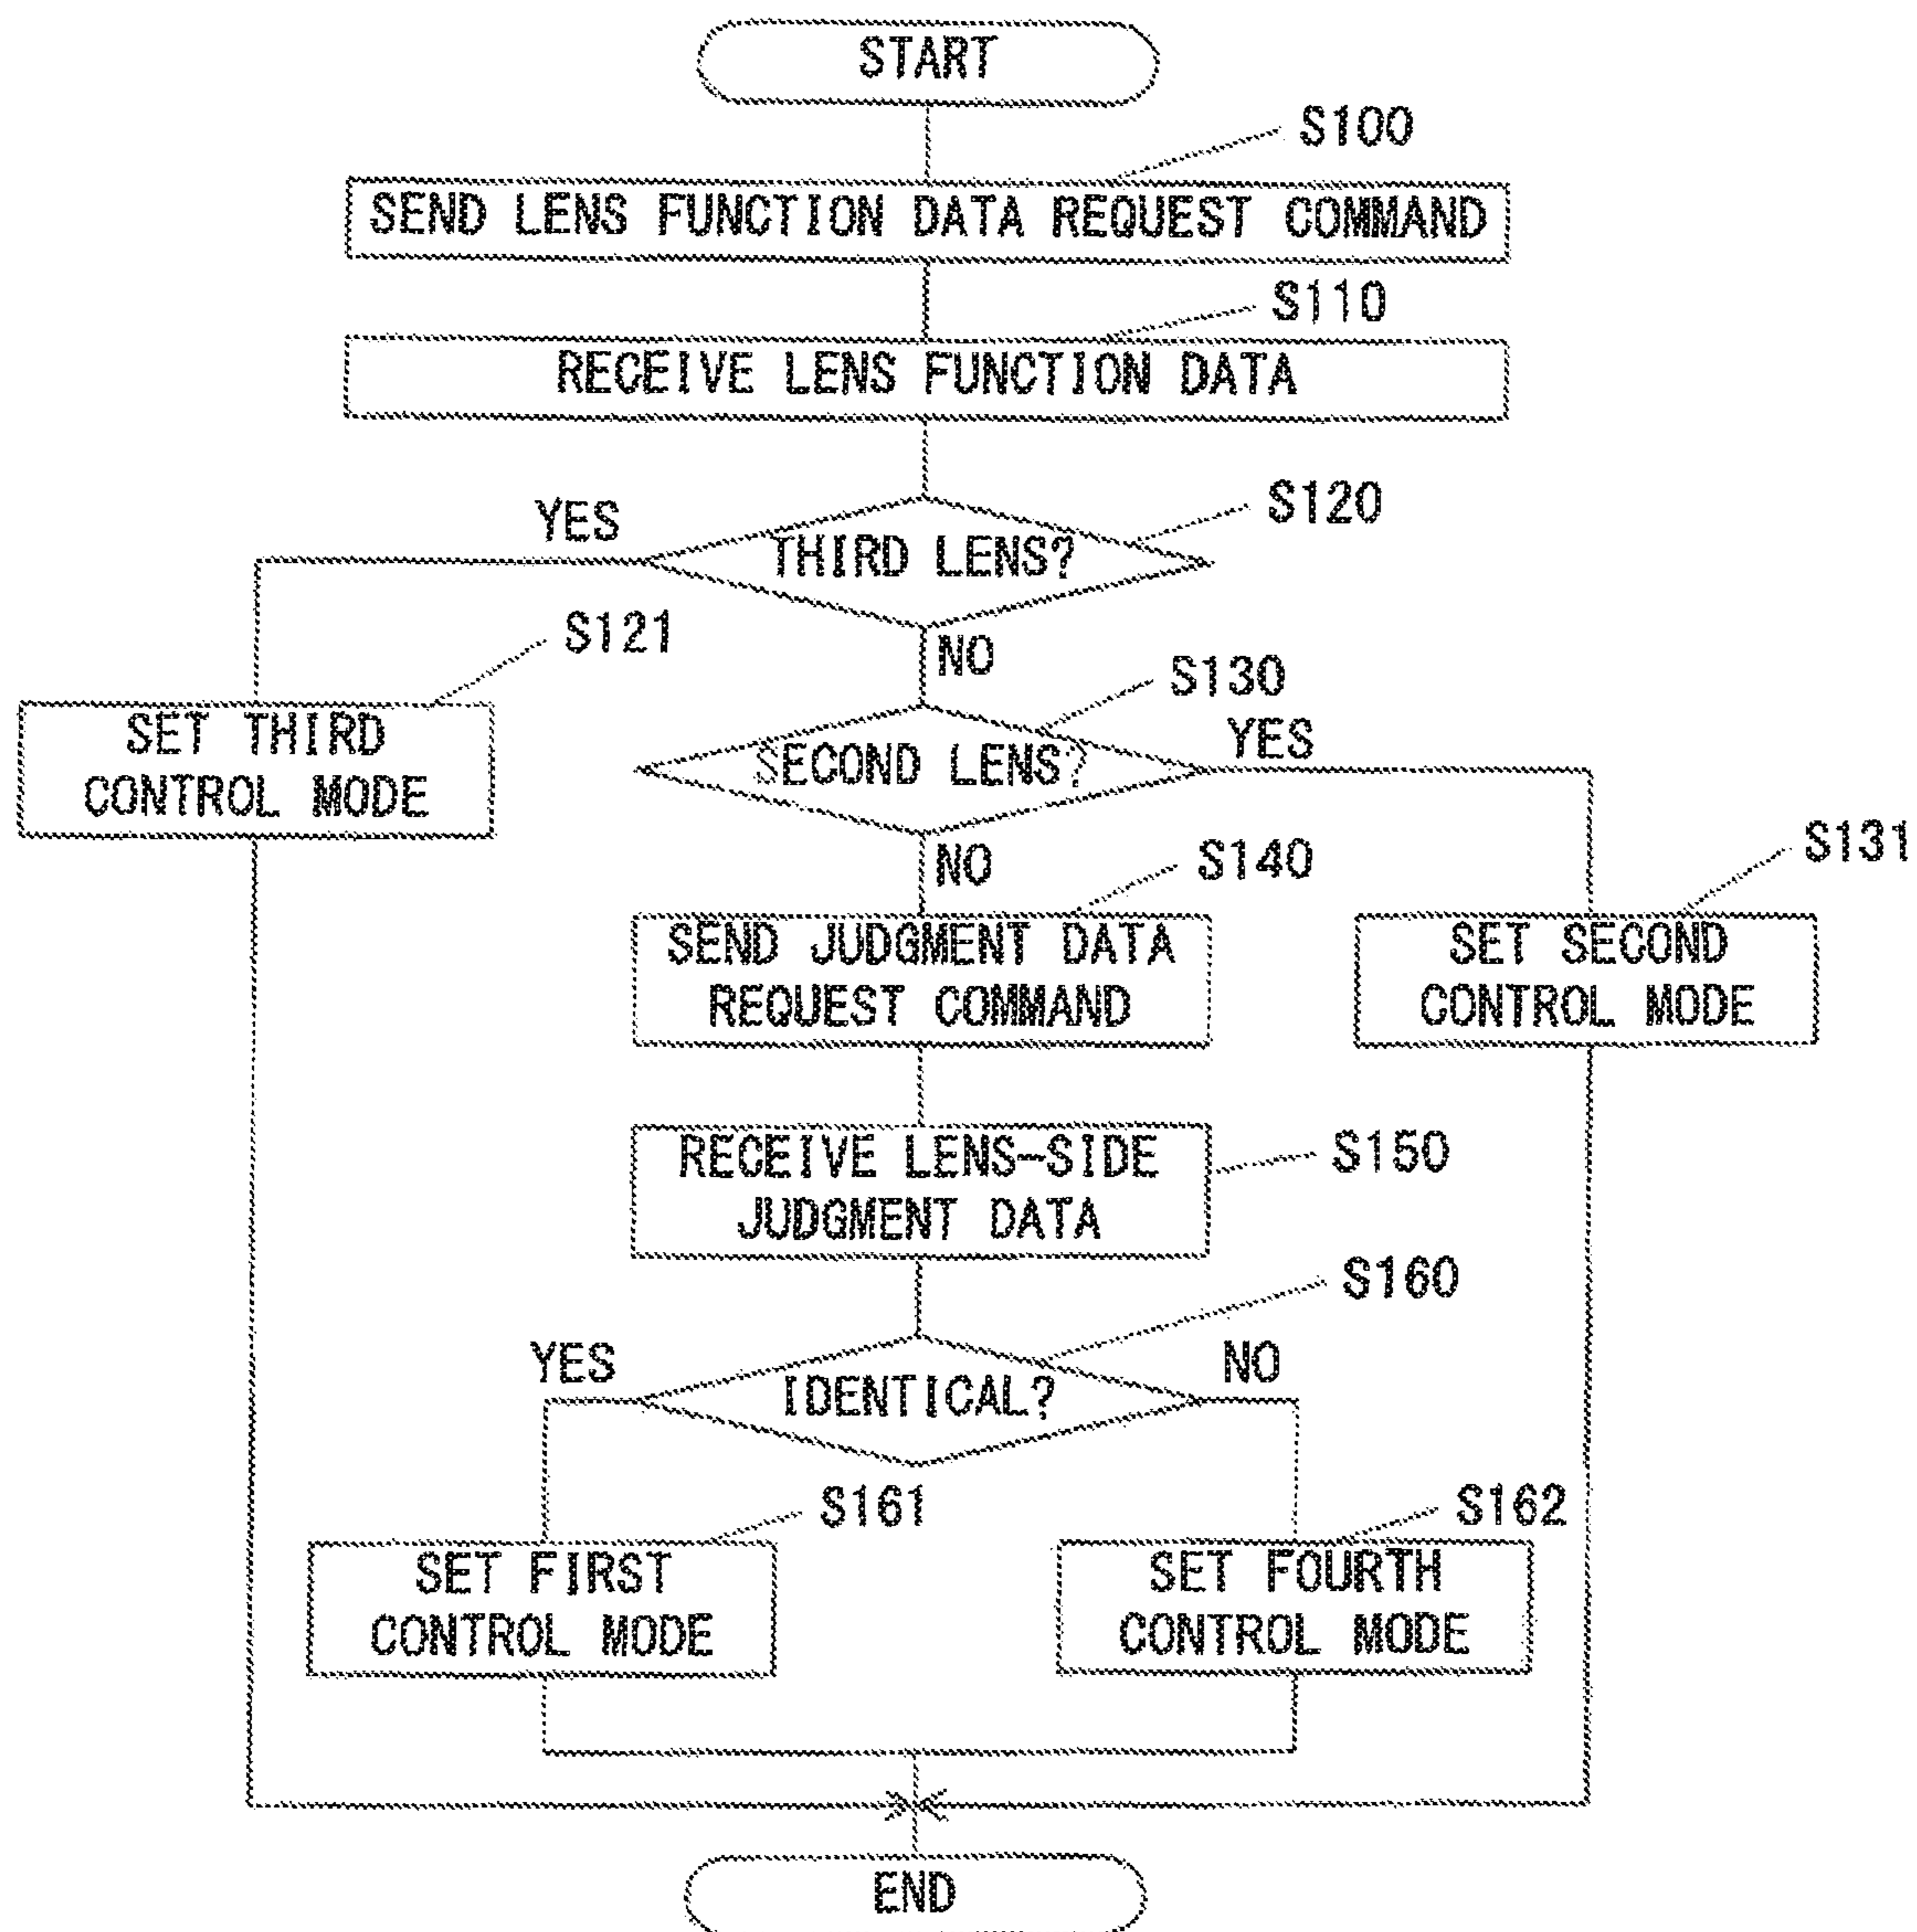 START
S100
SEND LENS FUNCTION DATA REQUEST COMMAND
S110
RECEIVE LENS FUNCTION DATA
S120
YES
THIRD LENS?
NO
S121
SET THIRD
CONTROL MODE
S130
SECOND LENS?
YES
NO
S131
SET SECOND
CONTROL MODE
S140
SEND JUDGMENT DATA
REQUEST COMMAND
S150
RECEIVE LENS-SIDE
JUDGMENT DATA
S160
YES
IDENTICAL?
NO
S161
SET FIRST
CONTROL MODE
S162
SET FOURTH
CONTROL MODE
END